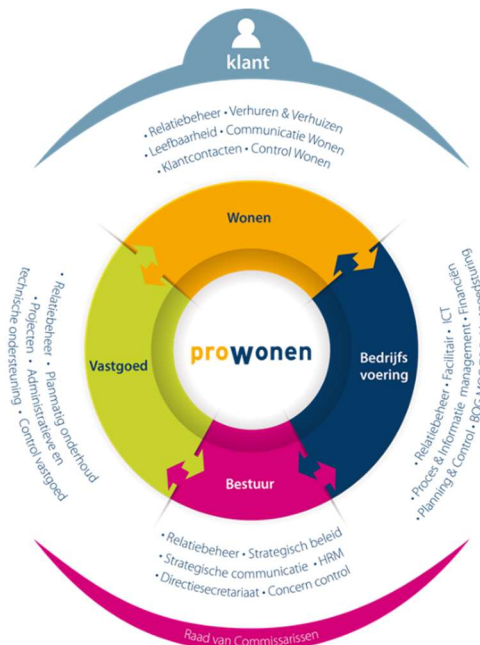 klant
• Relatiebeheer • Verhuren & Verhuizen
• Leefbaarheid • Communicatie Wonen
• Klantcontacten • Control Wonen
Wonen
Vastgoed
prowonen
Bedrijfs
voering
Bestuur
• Relatiebeheer • Planmatig onderhoud
• Projecten • Administratieve en
technische ondersteuning • Control vastgoed
• Relatiebeheer • Facilitair • ICT
• Proces & Informatie management • Financiën
• Planning & Control •
• Relatiebeheer • Strategisch beleid
• Strategische communicatie • HRM
• Directiesecretariaat • Concern control
Raad van Commissarissen